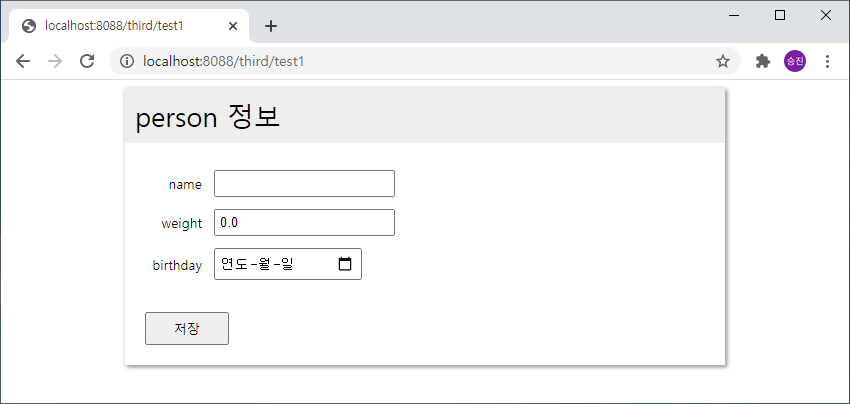 localhost:8088/third/test1
localhost:8088/third/test1
승진
person 정보
name
weight 0.0
birthday 연도-월-일
저장